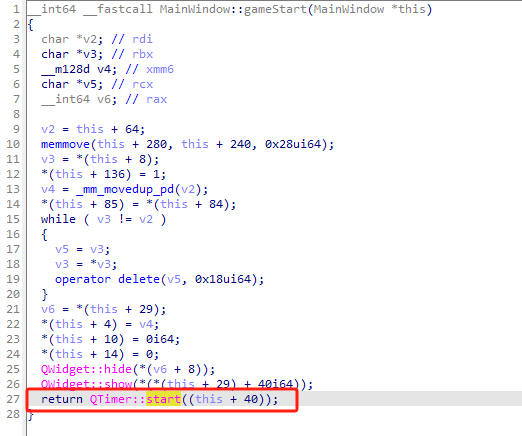 1 __int64 __fastcall MainWindow::gameStart(MainWindow *this)
2 {
3 char *v2; // rdi
4 char *v3; // rbx
5 __m128d v4; // xmm6
6 char *v5; // rcx
7 __int64 v6; // rax
8
9 v2 = this + 64;
10 memmove(this + 280, this + 240, 0x28ui64);
11 v3 = *(this + 8);
12 *(this + 136) = 1;
13 v4 = _mm_movedup_pd(v2);
14 *(this + 85) = *(this + 84);
15 while ( v3 != v2 )
16 {
17 v5 = v3;
18 v3 = *v3;
19 operator delete(v5, 0x18ui64);
20 }
21 v6 = *(this + 29);
22 *(this + 4) = v4;
23 *(this + 10) = 0i64;
24 *(this + 14) = 0;
25 QWidget::hide(*(v6 + 8));
26 QWidget::show(*(*(this + 29) + 40i64));
27 return QTimer::start((this + 40));
28 }